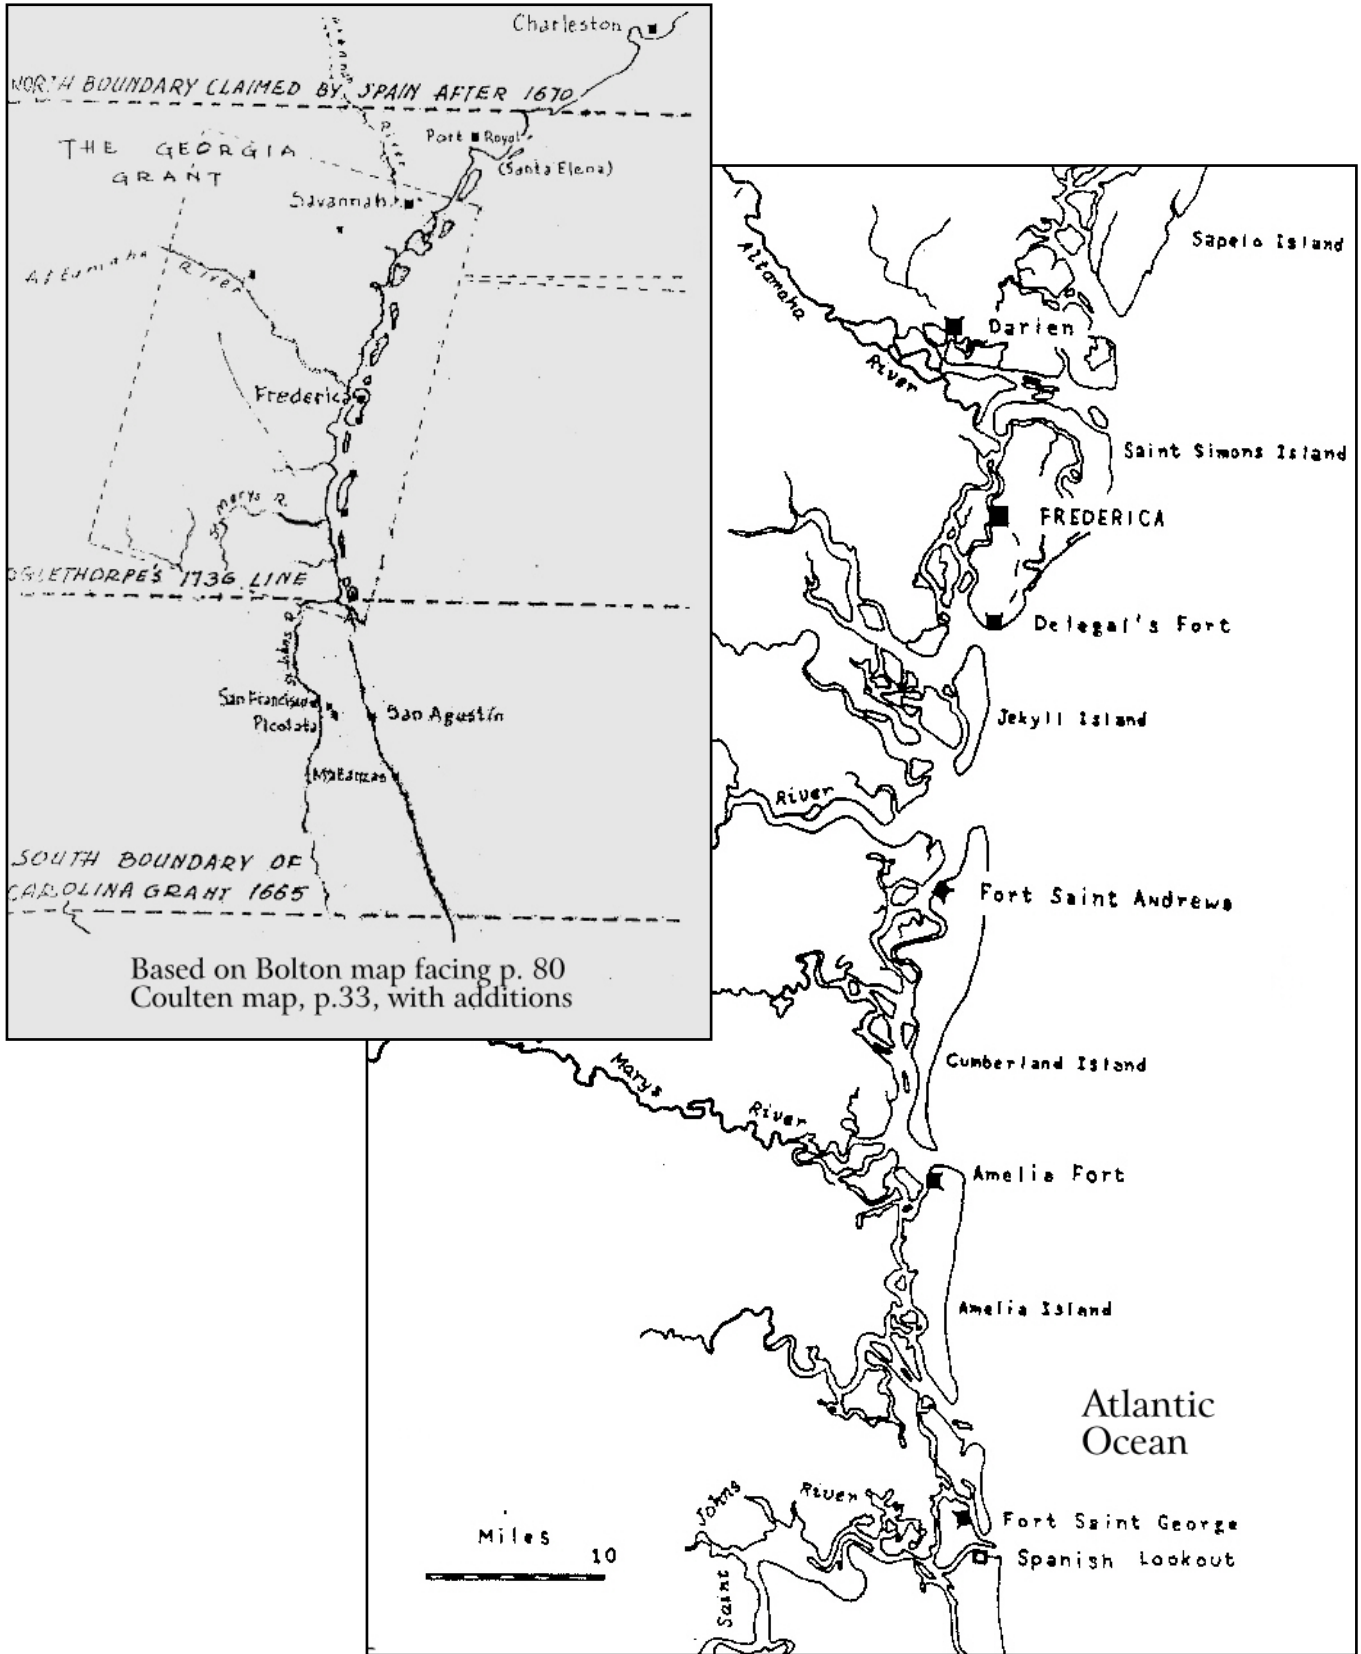 Charleston
NORTH BOUNDARY CLAIMED BY SPAIN AFTER 1670
River
Port Royal
(Santa Elena)
THE GEORGIA
GRANT
Savannah
Altamaha River
Frederica
St Marys R.
OGLETHORPE'S 1736 LINE
St Johns R
San Francisco
Picolata
San Agustín
Matanzas
SOUTH BOUNDARY OF
CAROLINA GRANT 1665
Based on Bolton map facing p. 80
Coulten map, p.33, with additions
Sapelo Island
Altamaha
River
Darien
Saint Simons Island
FREDERICA
Delegal's Fort
Jekyll Island
River
Fort Saint Andrews
Cumberland Island
Marys
River
Amelia Fort
Amelia Island
Atlantic
Ocean
Johns
River
Saint
Fort Saint George
Spanish Lookout
Miles
10